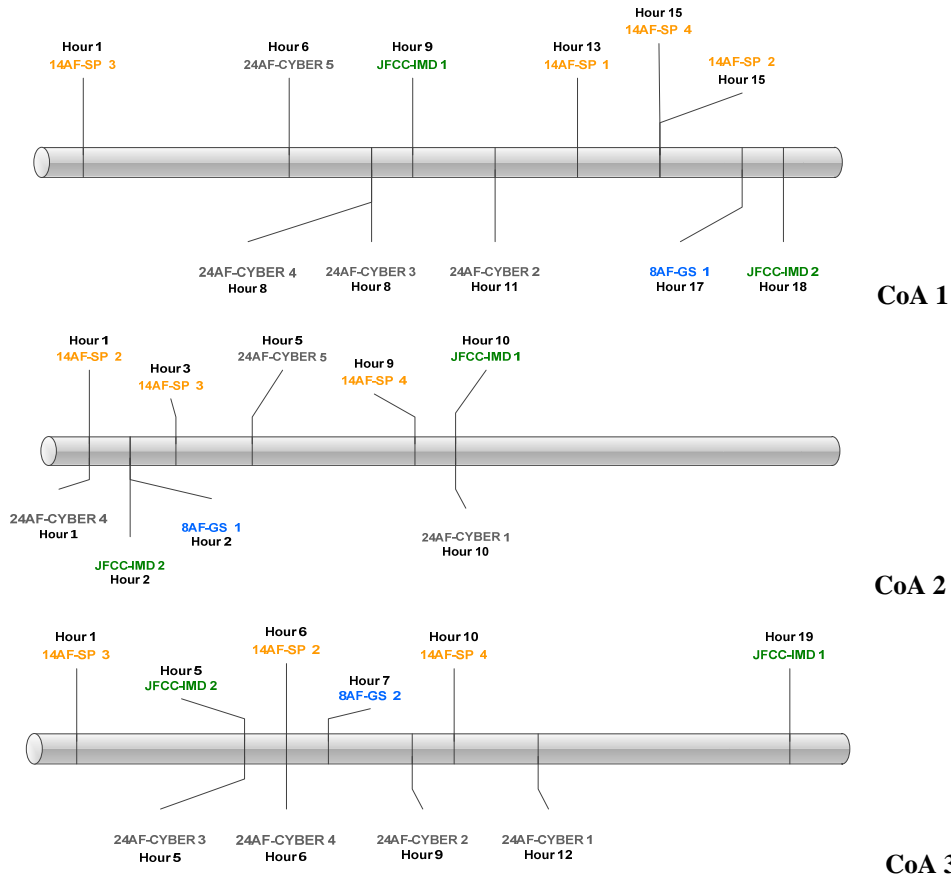 Hour 1
14AF-SP 3
Hour 6
24AF-CYBER 5
Hour 9
JFCC-IMD 1
Hour 13
14AF-SP 1
Hour 15
14AF-SP 4
14AF-SP 2
Hour 15
24AF-CYBER 4
Hour 8
24AF-CYBER 3
Hour 8
24AF-CYBER 2
Hour 11
8AF-GS 1
Hour 17
JFCC-IMD 2
Hour 18
CoA 1
Hour 1
14AF-SP 2
Hour 3
14AF-SP 3
Hour 5
24AF-CYBER 5
Hour 9
14AF-SP 4
Hour 10
JFCC-IMD 1
24AF-CYBER 4
Hour 1
JFCC-IMD 2
Hour 2
8AF-GS 1
Hour 2
24AF-CYBER 1
Hour 10
CoA 2
Hour 1
14AF-SP 3
Hour 5
JFCC-IMD 2
Hour 6
14AF-SP 2
Hour 7
8AF-GS 2
Hour 10
14AF-SP 4
Hour 19
JFCC-IMD 1
24AF-CYBER 3
Hour 5
24AF-CYBER 4
Hour 6
24AF-CYBER 2
Hour 9
24AF-CYBER 1
Hour 12
CoA 3